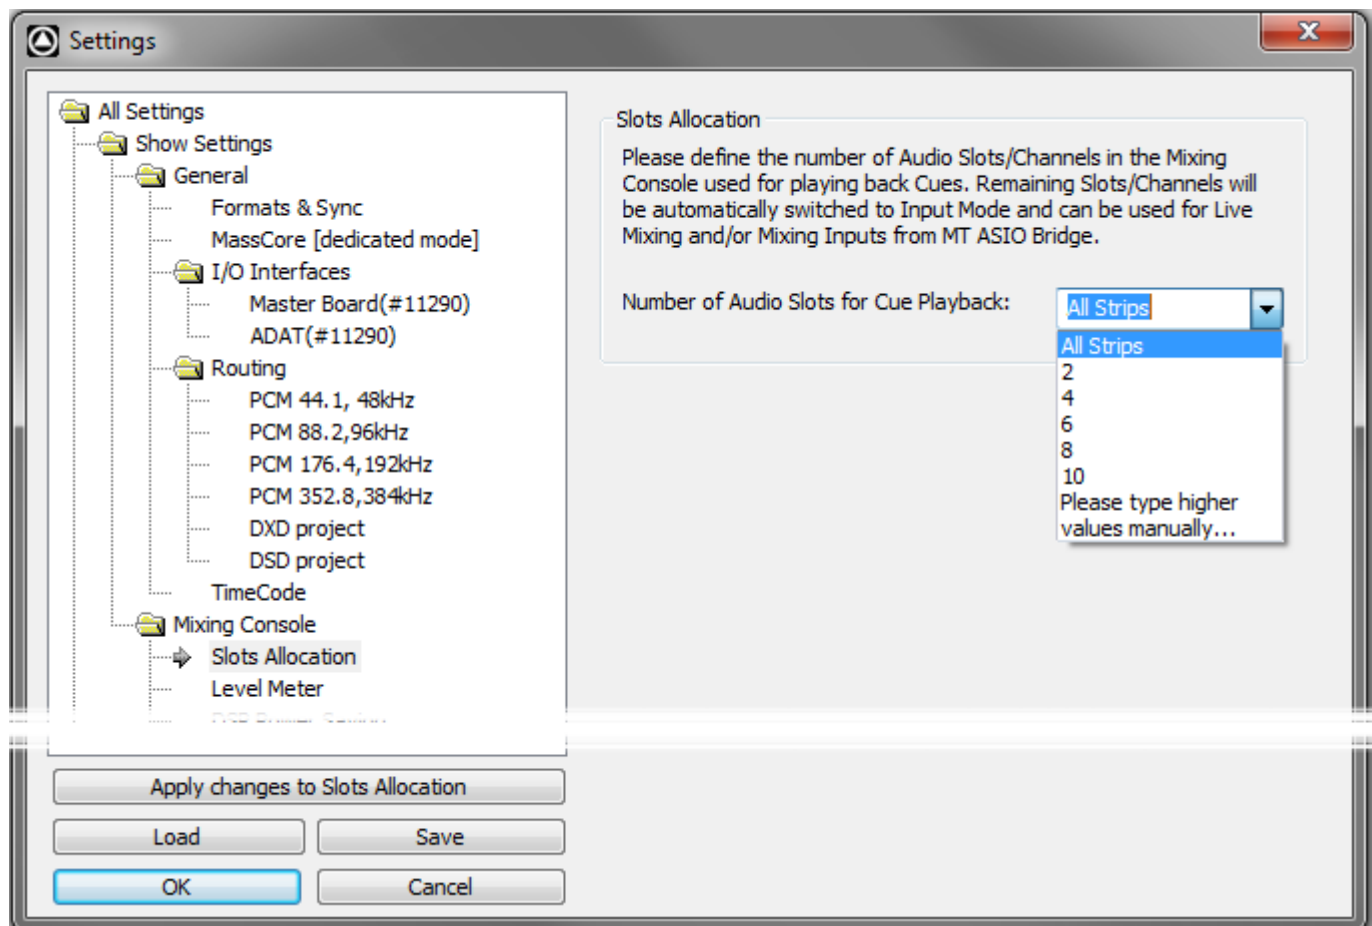 Settings
x
All Settings
Show Settings
General
Formats & Sync
MassCore [dedicated mode]
I/O Interfaces
Master Board(#11290)
ADAT(#11290)
Routing
PCM 44.1, 48kHz
PCM 88.2,96kHz
PCM 176.4,192kHz
PCM 352.8,384kHz
DXD project
DSD project
TimeCode
Mixing Console
Slots Allocation
Level Meter
Apply changes to Slots Allocation
Load
Save
OK
Cancel
Slots Allocation
Please define the number of Audio Slots/Channels in the Mixing
Console used for playing back Cues. Remaining Slots/Channels will
be automatically switched to Input Mode and can be used for Live
Mixing and/or Mixing Inputs from MT ASIO Bridge.
Number of Audio Slots for Cue Playback:
All Strips
All Strips
2
4
6
8
10
Please type higher
values manually...